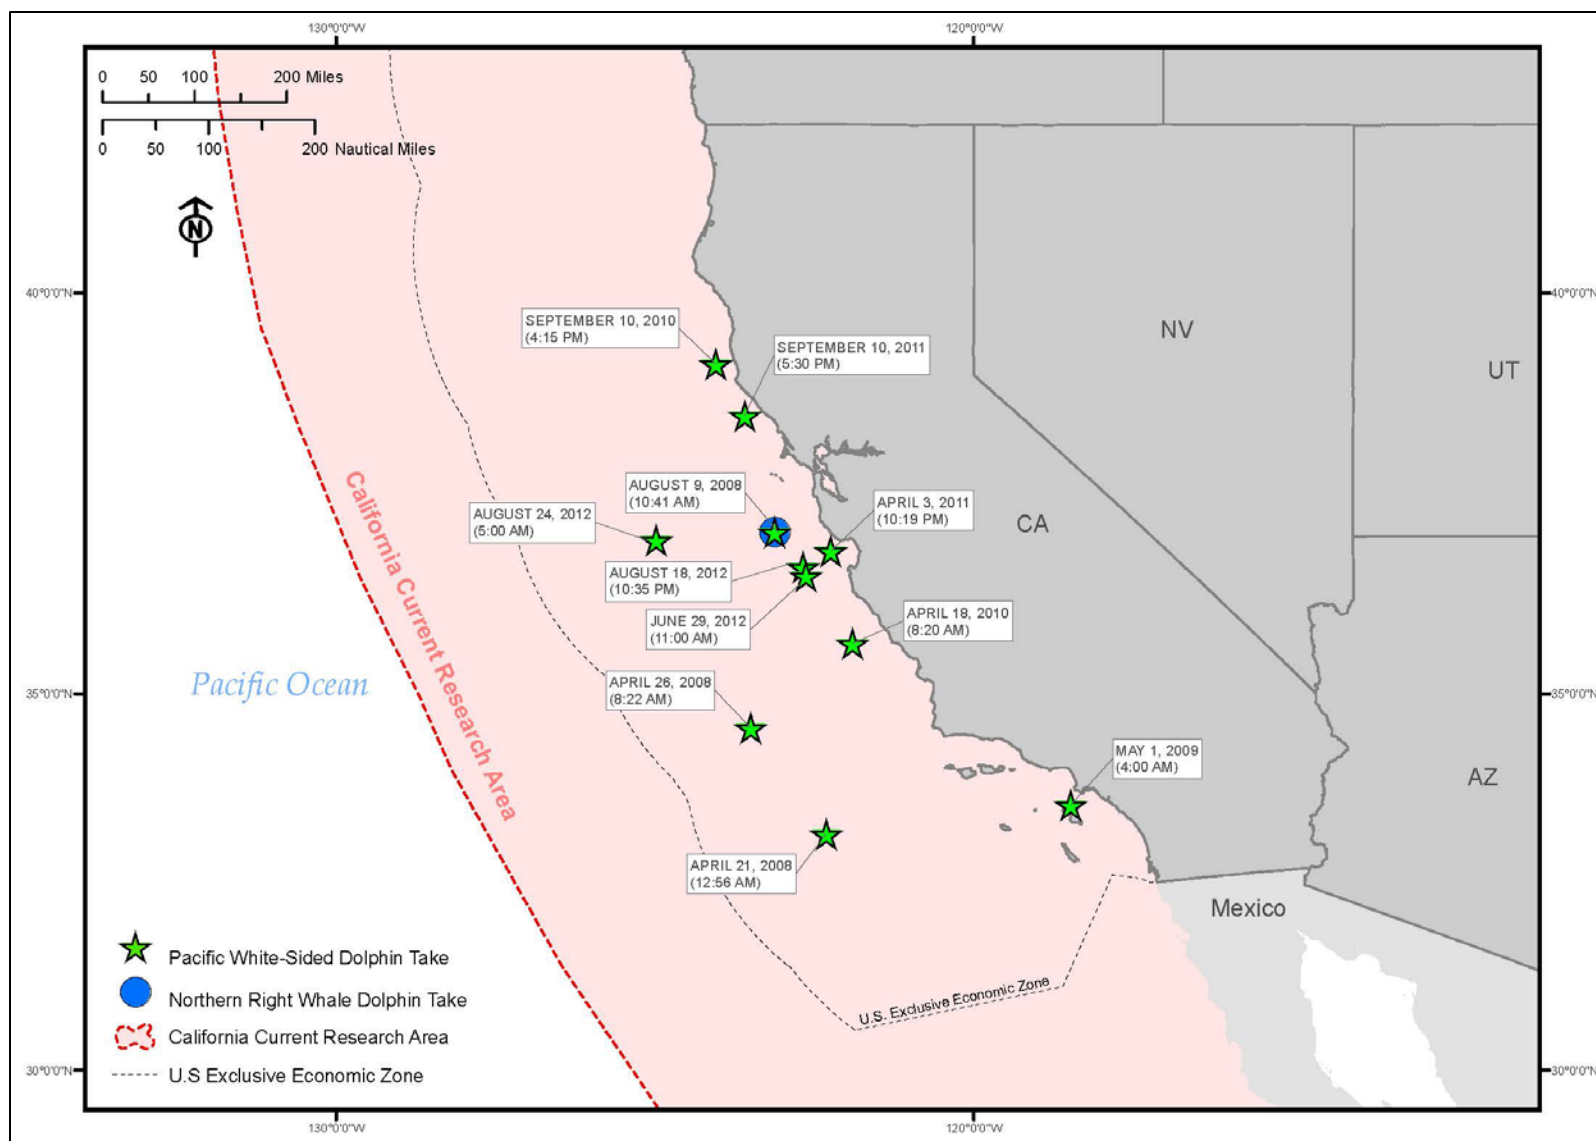 130°0'0"W
120°0'0"W
0 50 100 200 Miles
0 50 100 200 Nautical Miles
N
40°0'0"N
40°0'0"N
NV
UT
SEPTEMBER 10, 2010
(4:15 PM)
SEPTEMBER 10, 2011
(5:30 PM)
AUGUST 9, 2008
(10:41 AM)
APRIL 3, 2011
(10:19 PM)
CA
AUGUST 24, 2012
(5:00 AM)
AUGUST 18, 2012
(10:35 PM)
JUNE 29, 2012
(11:00 AM)
APRIL 18, 2010
(8:20 AM)
California Current Research Area
Pacific Ocean
35°0'0"N
35°0'0"N
APRIL 26, 2008
(8:22 AM)
MAY 1, 2009
(4:00 AM)
AZ
APRIL 21, 2008
(12:56 AM)
Mexico
U.S. Exclusive Economic Zone
Pacific White-Sided Dolphin Take
Northern Right Whale Dolphin Take
California Current Research Area
U.S Exclusive Economic Zone
30°0'0"N
30°0'0"N
130°0'0"W
120°0'0"W